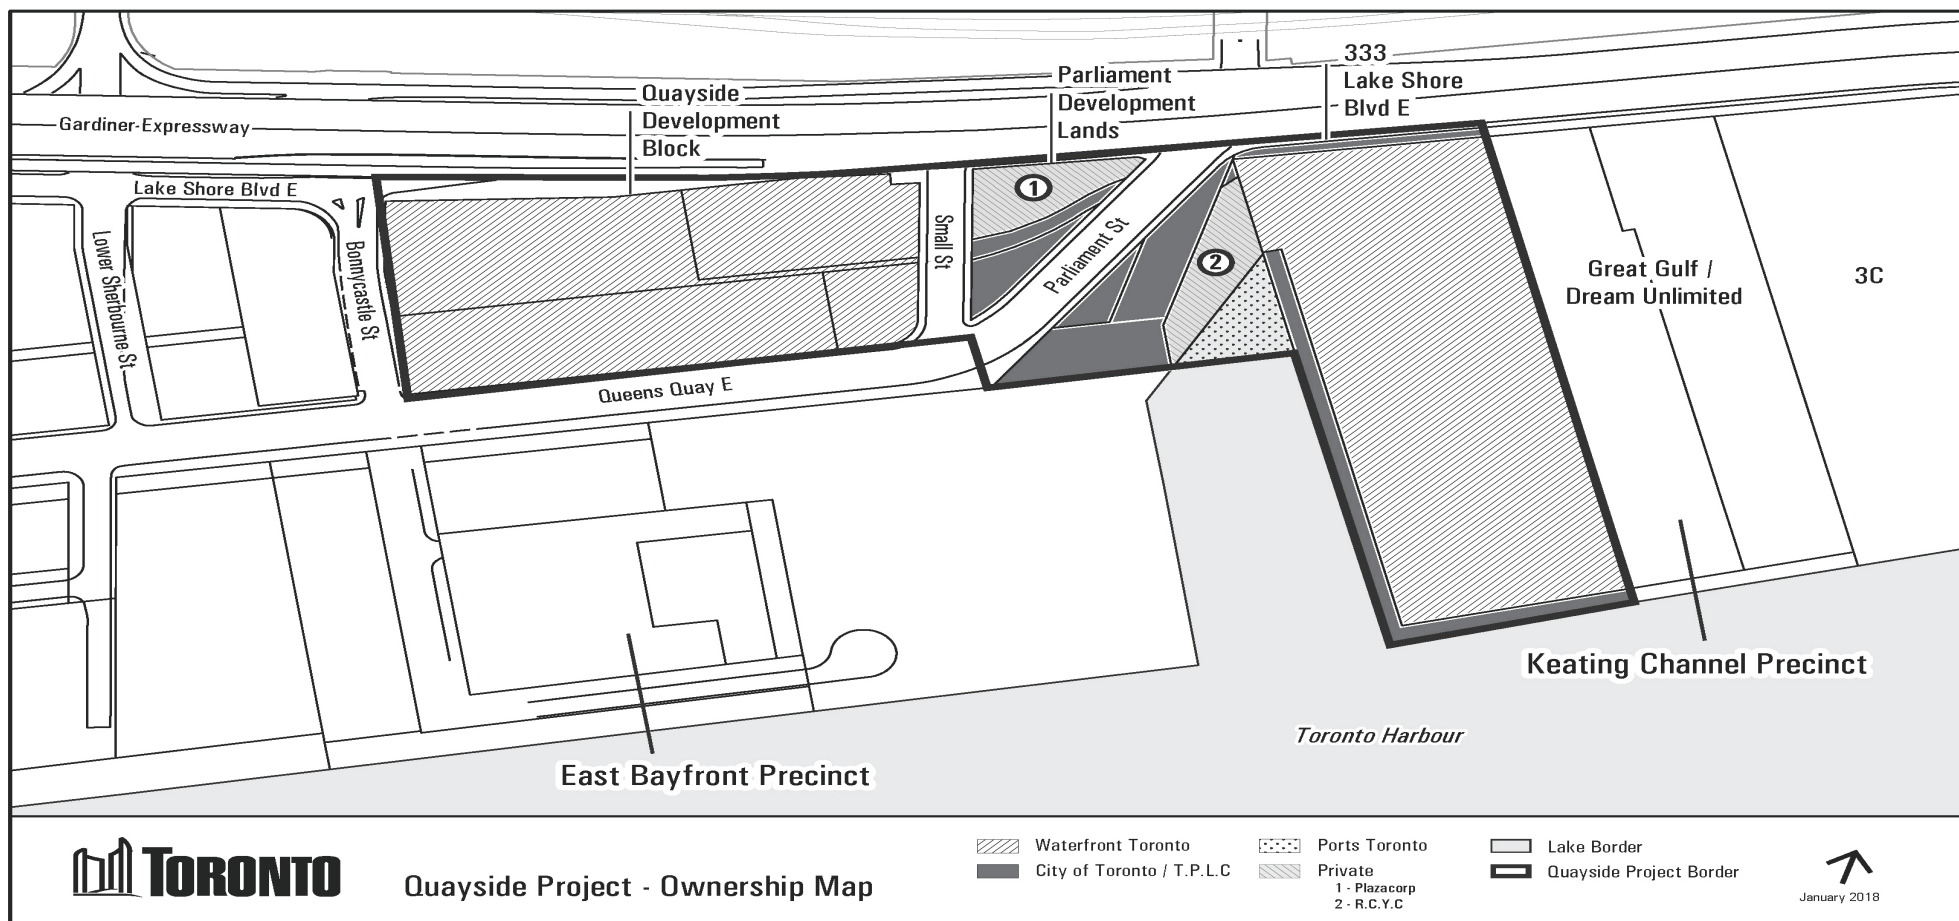 Quayside
Development
Block
Parliament
Development
Lands
333
Lake Shore
Blvd E
Gardiner-Expressway
Lake Shore Blvd E
Lower Sherbourne St
Bonnycastle St
Small St
Parliament St
Queens Quay E
1
2
Great Gulf /
Dream Unlimited
3C
Keating Channel Precinct
East Bayfront Precinct
Toronto Harbour
TORONTO
Quayside Project - Ownership Map
Waterfront Toronto
City of Toronto / T.P.L.C
Ports Toronto
Private
1 - Plazacorp
2 - R.C.Y.C
Lake Border
Quayside Project Border
January 2018